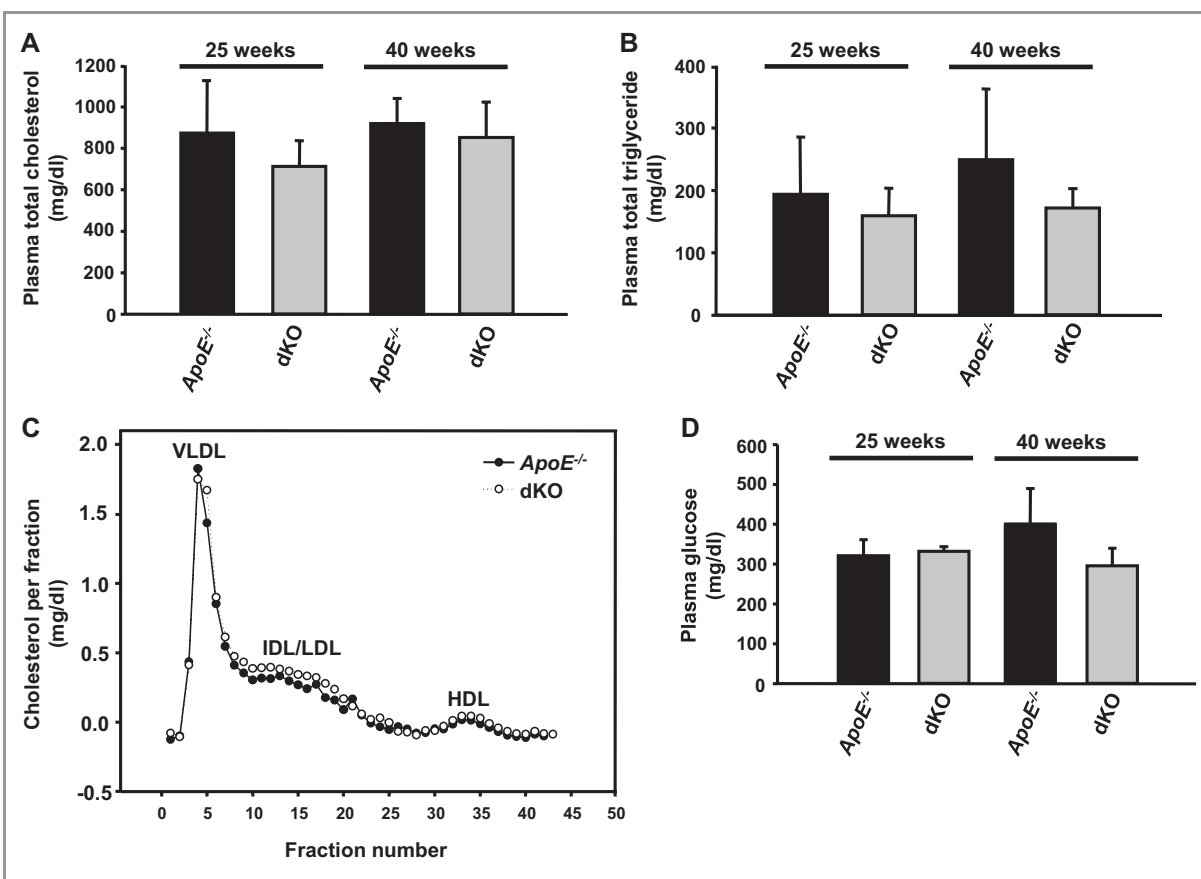 A
25 weeks
40 weeks
Plasma total cholesterol
(mg/dl)
1200
1000
800
600
400
200
0
ApoE-/-
dKO
ApoE-/-
dKO
B
25 weeks
40 weeks
Plasma total triglyceride
(mg/dl)
400
300
200
100
0
ApoE-/-
dKO
ApoE-/-
dKO
C
Cholesterol per fraction
(mg/dl)
2.0
1.5
1.0
0.5
0.0
-0.5
VLDL
IDL/LDL
HDL
ApoE-/-
dKO
0 5 10 15 20 25 30 35 40 45 50
Fraction number
D
25 weeks
40 weeks
Plasma glucose
(mg/dl)
600
500
400
300
200
100
0
ApoE-/-
dKO
ApoE-/-
dKO